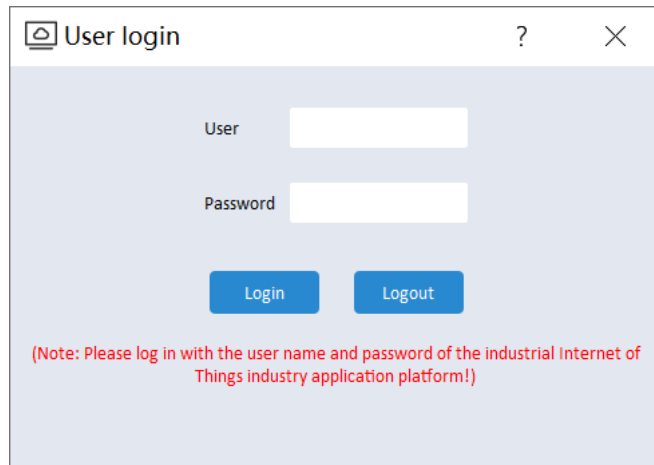 User login
?
User
Password
Login Logout
(Note: Please log in with the user name and password of the industrial Internet of
Things industry application platform!)